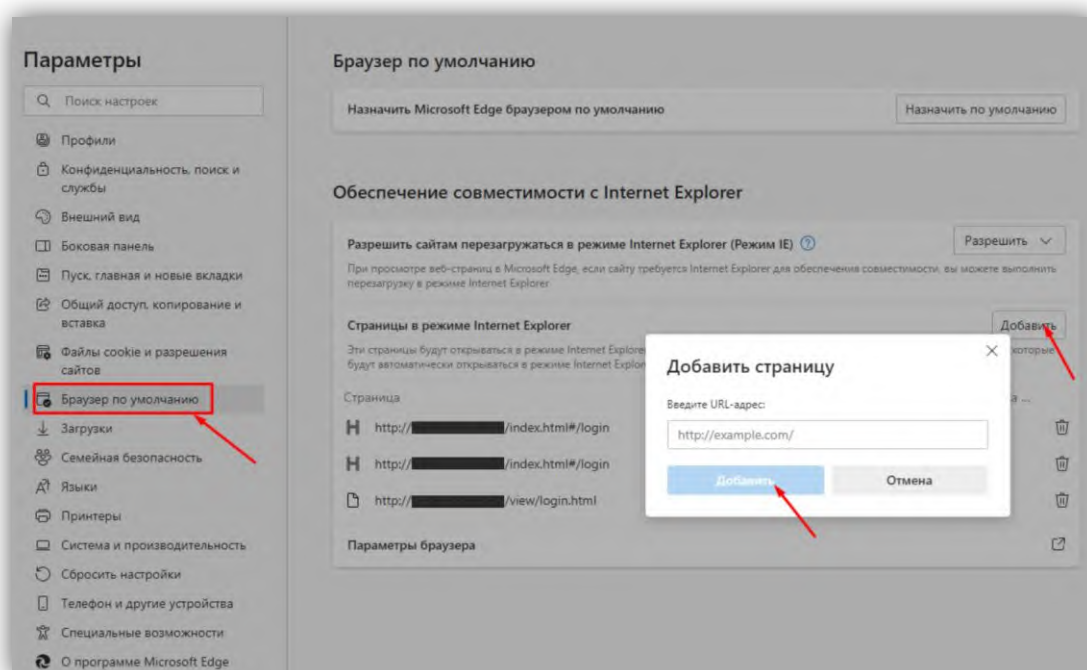 Параметры
Поиск настроек
Профили
Конфиденциальность, поиск и
службы
Внешний вид
Боковая панель
Пуск, главная и новые вкладки
Общий доступ, копирование и
вставка
Файлы cookie и разрешения
сайтов
Браузер по умолчанию
Загрузки
Семейная безопасность
Языки
Принтеры
Система и производительность
Сбросить настройки
Телефон и другие устройства
Специальные возможности
О программе Microsoft Edge
Браузер по умолчанию
Назначить Microsoft Edge браузером по умолчанию
Назначить по умолчанию
Обеспечение совместимости с Internet Explorer
Разрешить сайтам перезагружаться в режиме Internet Explorer (Режим IE)
Разрешить
При просмотре веб-страниц в Microsoft Edge, если сайту требуется Internet Explorer для обеспечения совместимости, вы можете выполнить
перезагрузку в режиме Internet Explorer
Страницы в режиме Internet Explorer
Добавить
Эти страницы будут открываться в режиме Internet Explore которые
будут автоматически открываться в режиме Internet Explor
Страница
http:// /index.html#/login
http:// /index.html#/login
http:// /view/login.html
Параметры браузера
Добавить страницу
Введите URL-адрес:
http://example.com/
Добавить
Отмена